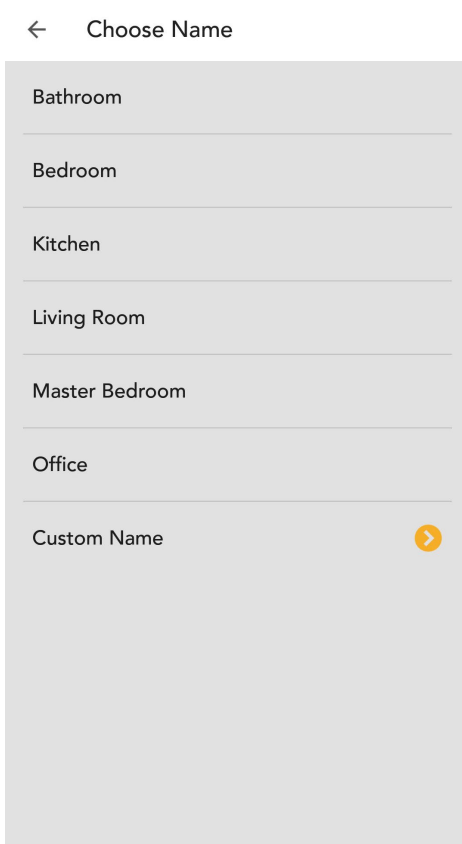 Choose Name
Bathroom
Bedroom
Kitchen
Living Room
Master Bedroom
Office
Custom Name